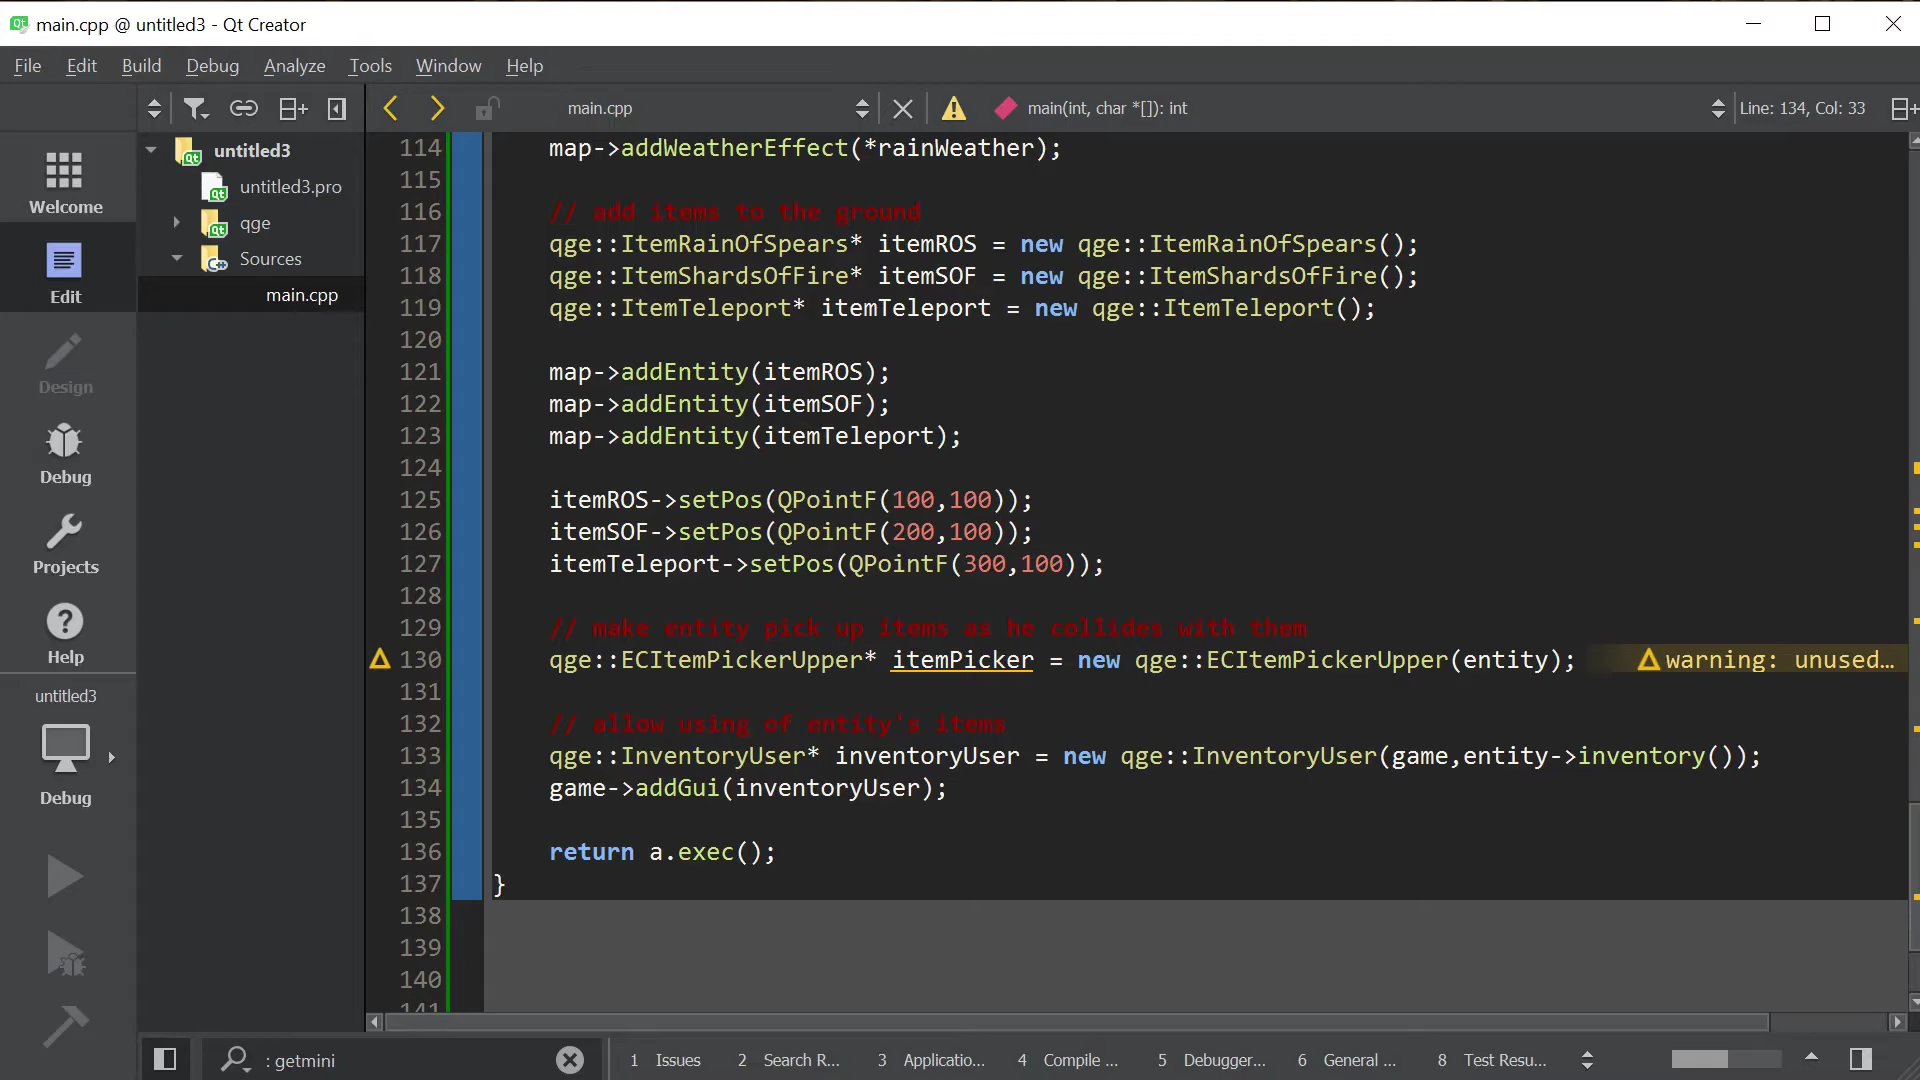 main.cpp @ untitled3 - Qt Creator
File Edit Build Debug Analyze Tools Window Help
main.cpp
main(int, char *[]): int
Line: 134, Col: 33
Welcome
Edit
Design
Debug
Projects
Help
untitled3
Debug
untitled3
untitled3.pro
qge
Sources
main.cpp
114 map->addWeatherEffect(*rainWeather);
115
116 // add items to the ground
117 qge::ItemRainOfSpears* itemROS = new qge::ItemRainOfSpears();
118 qge::ItemShardsOfFire* itemSOF = new qge::ItemShardsOfFire();
119 qge::ItemTeleport* itemTeleport = new qge::ItemTeleport();
120
121 map->addEntity(itemROS);
122 map->addEntity(itemSOF);
123 map->addEntity(itemTeleport);
124
125 itemROS->setPos(QPointF(100,100));
126 itemSOF->setPos(QPointF(200,100));
127 itemTeleport->setPos(QPointF(300,100));
128
129 // make entity pick up items as he collides with them
130 qge::ECItemPickerUpper* itemPicker = new qge::ECItemPickerUpper(entity); warning: unused…
131
132 // allow using of entity's items
133 qge::InventoryUser* inventoryUser = new qge::InventoryUser(game,entity->inventory());
134 game->addGui(inventoryUser);
135
136 return a.exec();
137 }
138
139
140
141
: getmini
1 Issues 2 Search R... 3 Applicatio... 4 Compile ... 5 Debugger... 6 General ... 8 Test Resu...